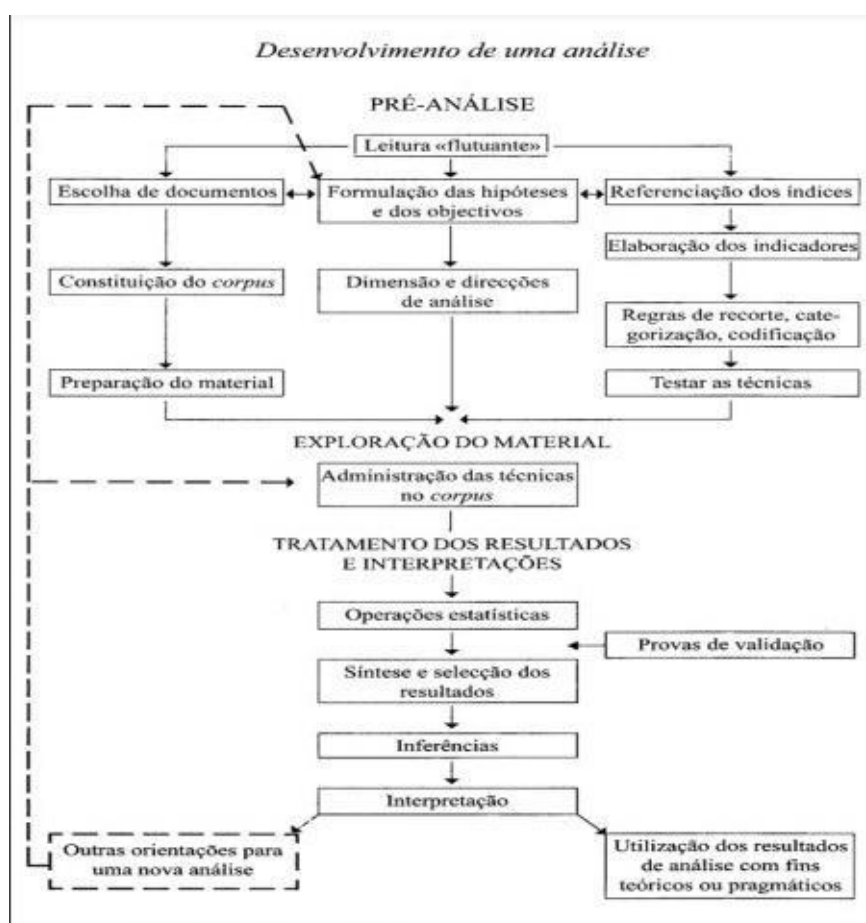 Desenvolvimento de uma análise
PRÉ-ANÁLISE
Leitura «flutuante»
Escolha de documentos
Formulação das hipóteses
e dos objectivos
Referenciação dos índices
Elaboração dos indicadores
Constituição do corpus
Dimensão e direcções
de análise
Regras de recorte, cate-
gorização, codificação
Preparação do material
Testar as técnicas
EXPLORAÇÃO DO MATERIAL
Administração das técnicas
no corpus
TRATAMENTO DOS RESULTADOS
E INTERPRETAÇÕES
Operações estatísticas
Provas de validação
Síntese e selecção dos
resultados
Inferências
Interpretação
Outras orientações para
uma nova análise
Utilização dos resultados
de análise com fins
teóricos ou pragmáticos